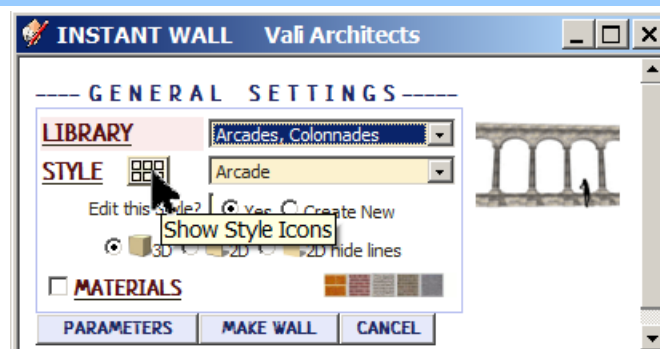 INSTANT WALL Vali Architects
---- GENERAL SETTINGS-----
LIBRARY Arcades, Colonnades
STYLE Arcade
Edit this Style? Yes Create New
Show Style Icons
3D 2D 2D hide lines
MATERIALS
PARAMETERS MAKE WALL CANCEL